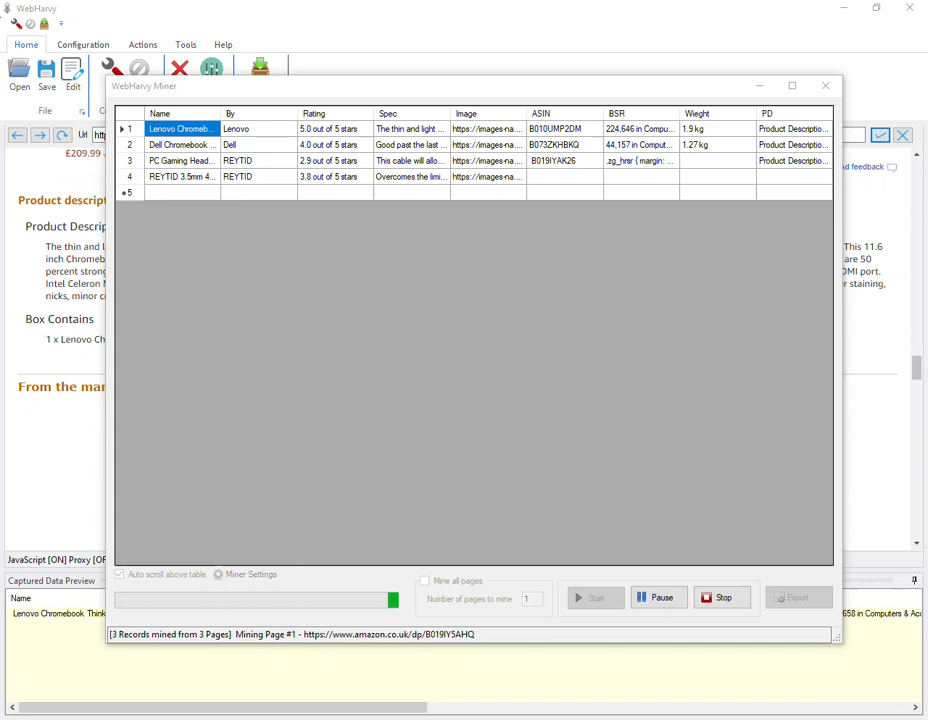 WebHarvy
Home Configuration Actions Tools Help
Open Save Edit
File
Url
WebHarvy Miner
Name By Rating Spec Image ASIN BSR Wieght PD
1 Lenovo Chromeb... Lenovo 5.0 out of 5 stars The thin and light ... https://images-na.... B010UMP2DM 224,646 in Compu... 1.9 kg Product Descriptio...
2 Dell Chromebook ... Dell 4.0 out of 5 stars Good past the last ... https://images-na.... B073ZKHBKQ 44,157 in Comput... 1.27 kg Product Descriptio...
3 PC Gaming Head... REYTID 2.9 out of 5 stars This cable will allo... https://images-na.... B019IYAK26 .zg_hrsr { margin: ... Product Descriptio...
4 REYTID 3.5mm 4... REYTID 3.8 out of 5 stars Overcomes the limi... https://images-na....
5
£209.99
Ad feedback
Product descript
Product Descrip
The thin and l
This 11.6
inch Chromeb
are 50
percent strong
DMI port.
Intel Celeron
r staining,
nicks, minor c
Box Contains
1 x Lenovo Ch
From the mar
JavaScript [ON] Proxy [OF
Auto scroll above table Miner Settings
Mine all pages
Number of pages to mine 1
Start Pause Stop Export
[3 Records mined from 3 Pages] Mining Page #1 - https://www.amazon.co.uk/dp/B019IY5AHQ
Captured Data Preview
Name
Lenovo Chromebook Think
658 in Computers & Acc